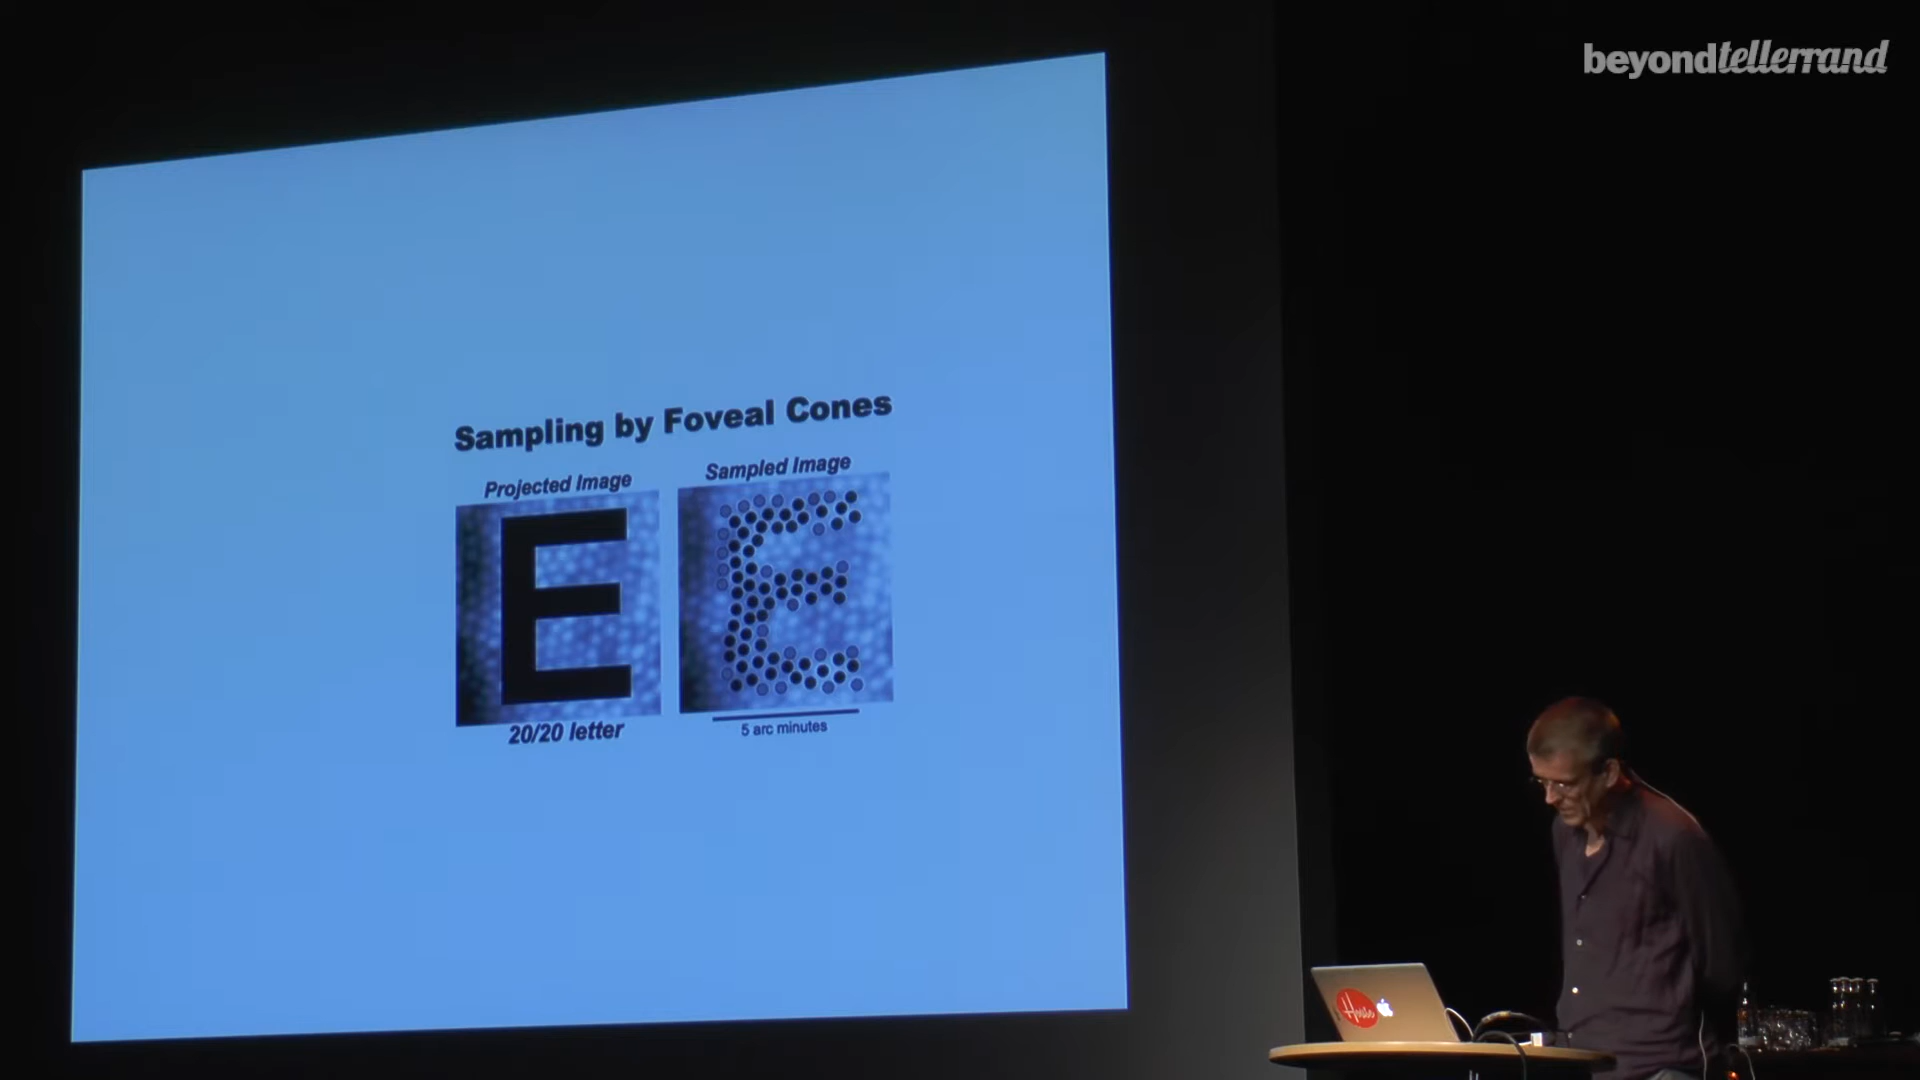 beyondtellerrand
Sampling by Foveal Cones
Projected Image
Sampled Image
E
20/20 letter
5 arc minutes